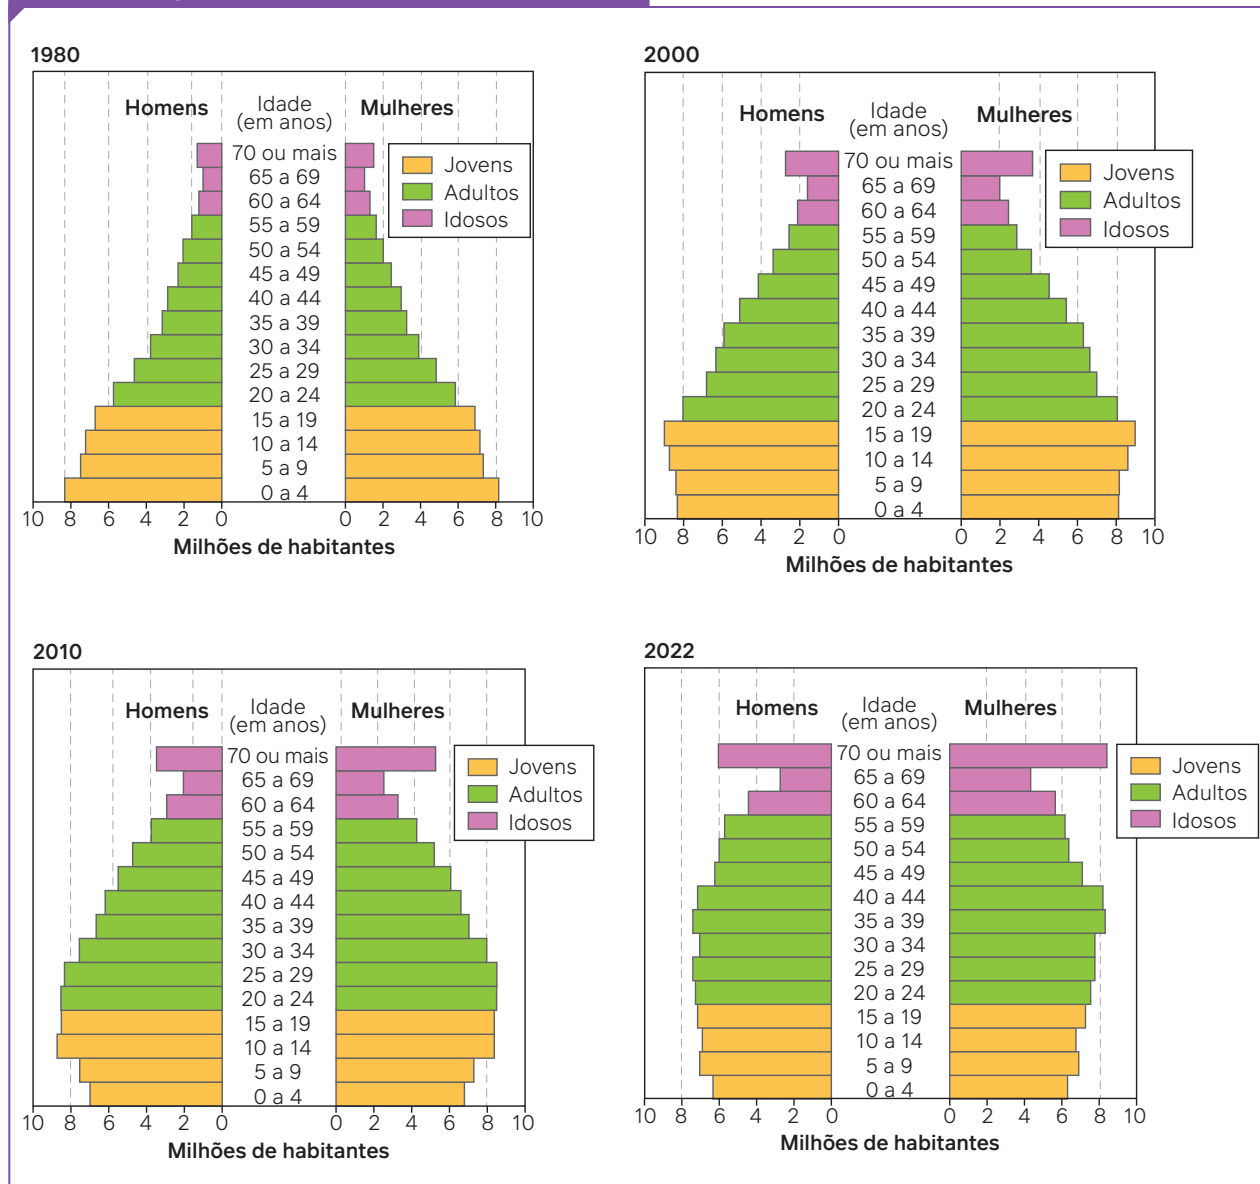 1980
Homens
Idade
(em anos)
Mulheres
70 ou mais
65 a 69
60 a 64
55 a 59
50 a 54
45 a 49
40 a 44
35 a 39
30 a 34
25 a 29
20 a 24
15 a 19
10 a 14
5 a 9
0 a 4
Jovens
Adultos
Idosos
10 8 6 4 2 0 0 2 4 6 8 10
Milhões de habitantes
2000
Homens
Idade
(em anos)
Mulheres
70 ou mais
65 a 69
60 a 64
55 a 59
50 a 54
45 a 49
40 a 44
35 a 39
30 a 34
25 a 29
20 a 24
15 a 19
10 a 14
5 a 9
0 a 4
Jovens
Adultos
Idosos
10 8 6 4 2 0 0 2 4 6 8 10
Milhões de habitantes
2010
Homens
Idade
(em anos)
Mulheres
70 ou mais
65 a 69
60 a 64
55 a 59
50 a 54
45 a 49
40 a 44
35 a 39
30 a 34
25 a 29
20 a 24
15 a 19
10 a 14
5 a 9
0 a 4
Jovens
Adultos
Idosos
10 8 6 4 2 0 0 2 4 6 8 10
Milhões de habitantes
2022
Homens
Idade
(em anos)
Mulheres
70 ou mais
65 a 69
60 a 64
55 a 59
50 a 54
45 a 49
40 a 44
35 a 39
30 a 34
25 a 29
20 a 24
15 a 19
10 a 14
5 a 9
0 a 4
Jovens
Adultos
Idosos
10 8 6 4 2 0 0 2 4 6 8 10
Milhões de habitantes